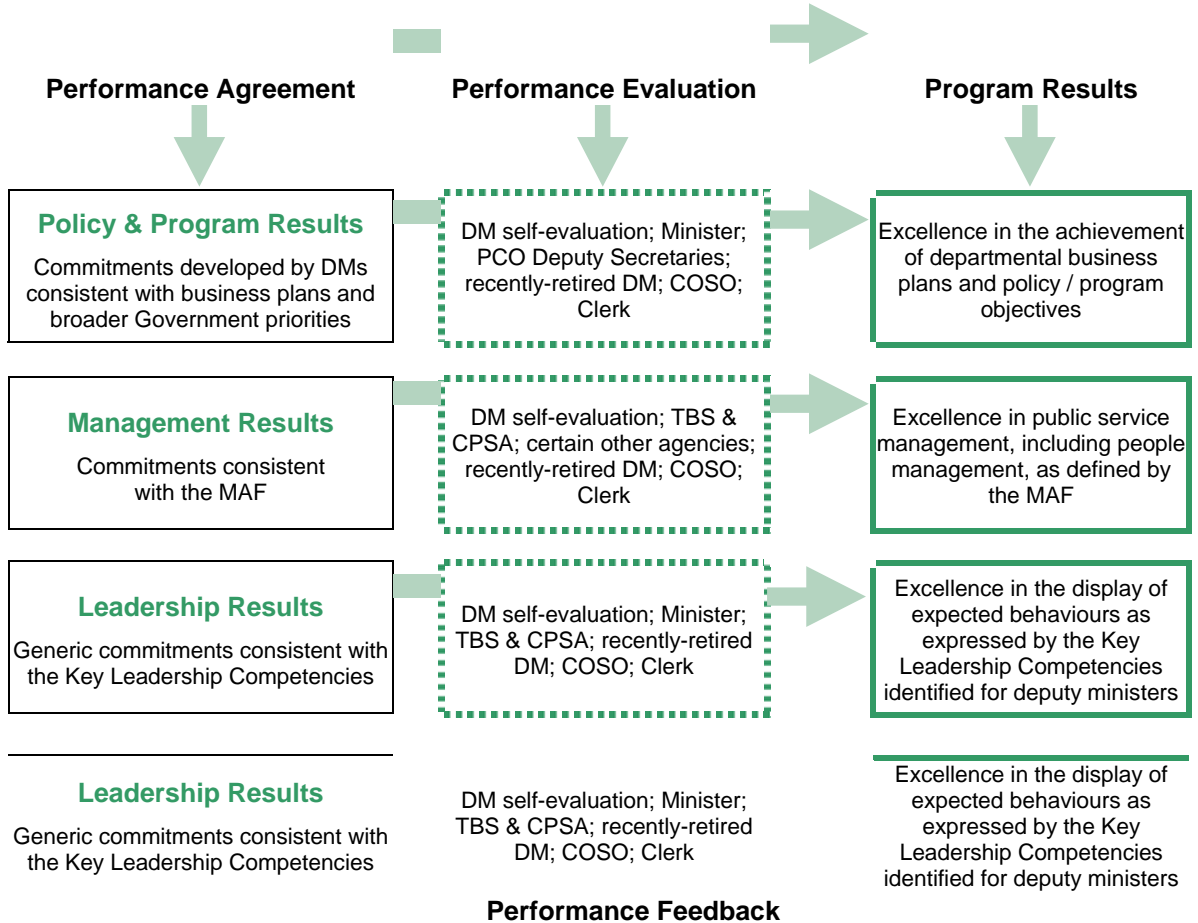 Performance Agreement
Performance Evaluation
Program Results
Policy & Program Results
Commitments developed by DMs
consistent with business plans and
broader Government priorities
DM self-evaluation; Minister;
PCO Deputy Secretaries;
recently-retired DM; COSO;
Clerk
Excellence in the achievement
of departmental business
plans and policy / program
objectives
Management Results
Commitments consistent
with the MAF
DM self-evaluation; TBS &
CPSA; certain other agencies;
recently-retired DM; COSO;
Clerk
Excellence in public service
management, including people
management, as defined by
the MAF
Leadership Results
Generic commitments consistent with
the Key Leadership Competencies
DM self-evaluation; Minister;
TBS & CPSA; recently-retired
DM; COSO; Clerk
Excellence in the display of
expected behaviours as
expressed by the Key
Leadership Competencies
identified for deputy ministers
Leadership Results
Generic commitments consistent with
the Key Leadership Competencies
DM self-evaluation; Minister;
TBS & CPSA; recently-retired
DM; COSO; Clerk
Excellence in the display of
expected behaviours as
expressed by the Key
Leadership Competencies
identified for deputy ministers
Performance Feedback